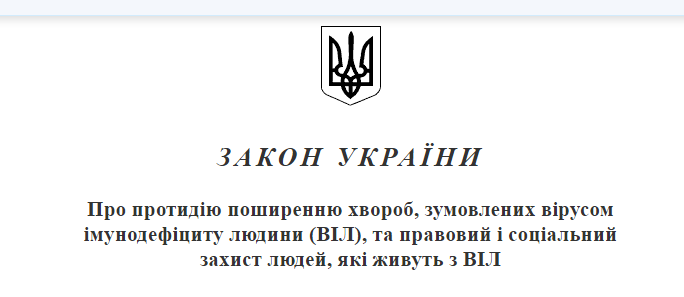 ЗАКОН УКРАЇНИ
Про протидію поширенню хвороб, зумовлених вірусом
імунодефіциту людини (ВІЛ), та правовий і соціальний
захист людей, які живуть з ВІЛ